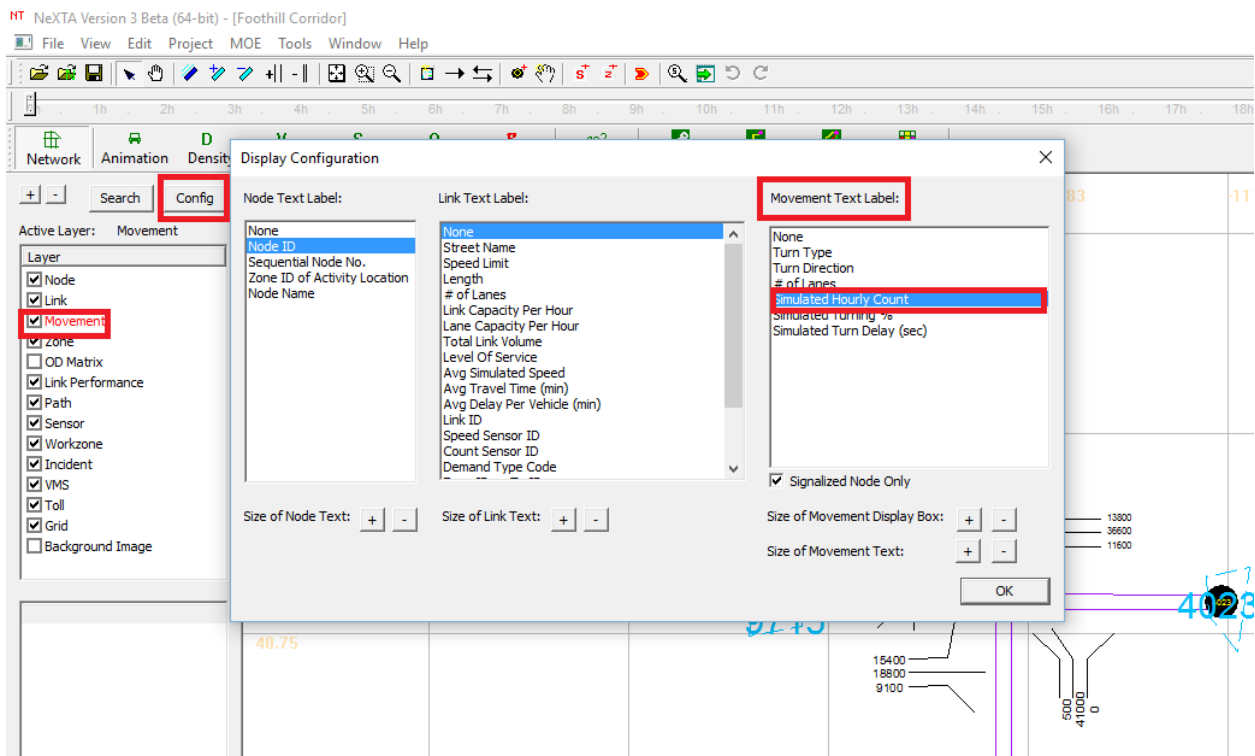 NeXTA Version 3 Beta (64-bit) - [Foothill Corridor]
File View Edit Project MOE Tools Window Help
1h 2h 3h 4h 5h 6h 7h 8h 9h 10h 11h 12h 13h 14h 15h 16h 17h 18h
Network Animation
Display Configuration
+ - Search Config
Active Layer: Movement
Layer
Node
Link
Movement
Zone
OD Matrix
Link Performance
Path
Sensor
Workzone
Incident
VMS
Toll
Grid
Background Image
Node Text Label:
None
Node ID
Sequential Node No.
Zone ID of Activity Location
Node Name
Size of Node Text: + -
Link Text Label:
None
Street Name
Speed Limit
Length
# of Lanes
Link Capacity Per Hour
Lane Capacity Per Hour
Total Link Volume
Level Of Service
Avg Simulated Speed
Avg Travel Time (min)
Avg Delay Per Vehicle (min)
Link ID
Speed Sensor ID
Count Sensor ID
Demand Type Code
Size of Link Text: + -
Movement Text Label:
None
Turn Type
Turn Direction
# of Lanes
Simulated Hourly Count
Simulated Turning %
Simulated Turn Delay (sec)
Signalized Node Only
Size of Movement Display Box: + -
Size of Movement Text: + -
OK
13800
36600
11600
4023
40.75
15400
18800
9100
500
41000
0